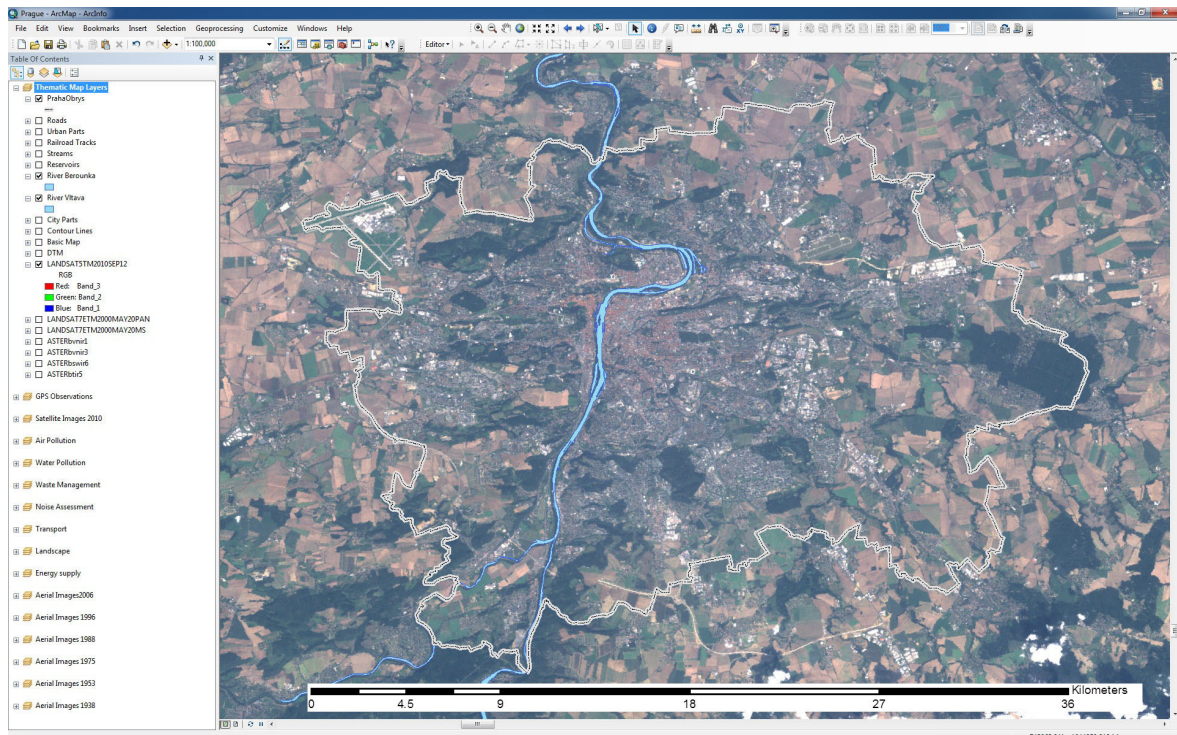 Prague - ArcMap - ArcInfo
File Edit View Bookmarks Insert Selection Geoprocessing Customize Windows Help
1:100,000
Editor
Table Of Contents
Thematic Map Layers
PrahaObrys
Roads
Urban Parts
Railroad Tracks
Streams
Reservoirs
River Berounka
River Vltava
City Parts
Contour Lines
Basic Map
DTM
LANDSAT5TM2010SEP12
RGB
Red: Band_3
Green: Band_2
Blue: Band_1
LANDSAT7ETM2000MAY20PAN
LANDSAT7ETM2000MAY20MS
ASTERbvnir1
ASTERbvnir3
ASTERbswir6
ASTERbtir5
GPS Observations
Satellite Images 2010
Air Pollution
Water Pollution
Waste Management
Noise Assessment
Transport
Landscape
Energy supply
Aerial Images2006
Aerial Images 1996
Aerial Images 1988
Aerial Images 1975
Aerial Images 1953
Aerial Images 1938
Kilometers
0 4.5 9 18 27 36